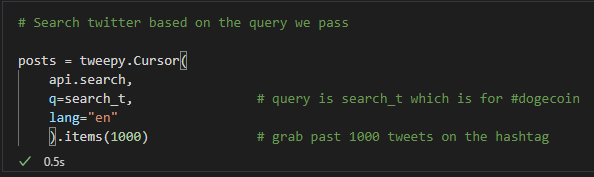 # Search twitter based on the query we pass
posts = tweepy.Cursor(
api.search,
q=search_t, # query is search_t which is for #dogecoin
lang="en"
).items(1000) # grab past 1000 tweets on the hashtag
✓ 0.5s